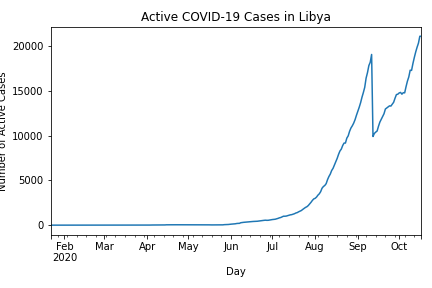 Active COVID-19 Cases in Libya
20000
15000
10000
5000
0
Number of Active Cases
Feb Mar Apr May Jun Jul Aug Sep Oct
2020
Day